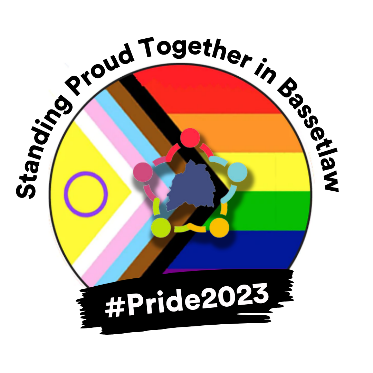 Standing Proud Together in Bassetlaw
#Pride2023